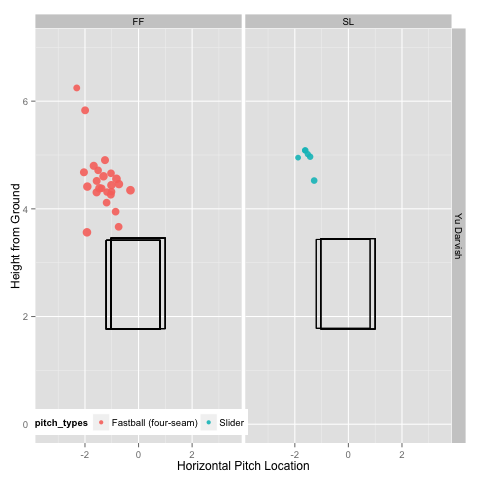 FF
SL
6
4
2
0
Height from Ground
Yu Darvish
pitch_types
Fastball (four-seam)
Slider
-2
0
2
-2
0
2
Horizontal Pitch Location